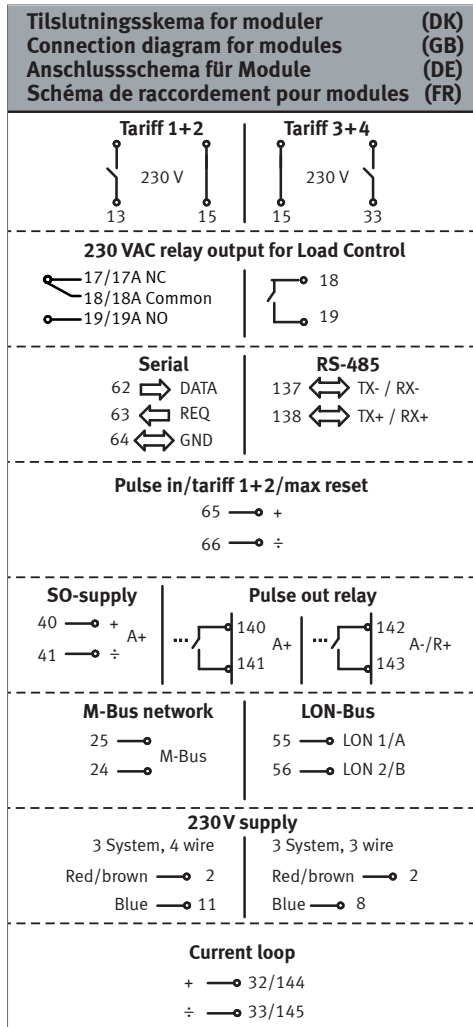 Tilslutningsskema for moduler (DK)
Connection diagram for modules (GB)
Anschlussschema für Module (DE)
Schéma de raccordement pour modules (FR)
Tariff 1+2 Tariff 3+4
230 V 230 V
13 15 15 33
230 VAC relay output for Load Control
17/17A NC 18
18/18A Common
19/19A NO 19
Serial RS-485
62 DATA 137 TX- / RX-
63 REQ 138 TX+ / RX+
64 GND
Pulse in/tariff 1+2/max reset
65 +
66 ÷
SO-supply Pulse out relay
40 + 140 142
A+ A+ A-/R+
41 ÷ 141 143
M-Bus network LON-Bus
25 55 LON 1/A
M-Bus
24 56 LON 2/B
230 V supply
3 System, 4 wire 3 System, 3 wire
Red/brown 2 Red/brown 2
Blue 11 Blue 8
Current loop
+ 32/144
÷ 33/145